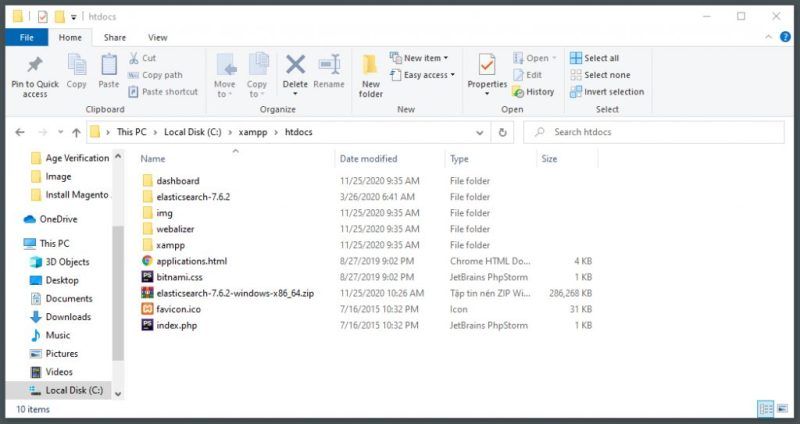 htdocs
File Home Share View
Pin to Quick access
Copy
Paste
Cut
Copy path
Paste shortcut
Clipboard
Move to
Copy to
Delete
Rename
Organize
New folder
New item
Easy access
New
Properties
Open
Edit
History
Open
Select all
Select none
Invert selection
Select
This PC Local Disk (C:) xampp htdocs
Search htdocs
Age Verification
Image
Install Magento
OneDrive
This PC
3D Objects
Desktop
Documents
Downloads
Music
Pictures
Videos
Local Disk (C:)
Name Date modified Type Size
dashboard 11/25/2020 9:35 AM File folder
elasticsearch-7.6.2 3/26/2020 6:41 AM File folder
img 11/25/2020 9:35 AM File folder
webalizer 11/25/2020 9:35 AM File folder
xampp 11/25/2020 9:35 AM File folder
applications.html 8/27/2019 9:02 PM Chrome HTML Do... 4 KB
bitnami.css 8/27/2019 9:02 PM JetBrains PhpStorm 1 KB
elasticsearch-7.6.2-windows-x86_64.zip 11/25/2020 10:26 AM Tập tin nén ZIP Wi... 286,268 KB
favicon.ico 7/16/2015 10:32 PM Icon 31 KB
index.php 7/16/2015 10:32 PM JetBrains PhpStorm 1 KB
10 items